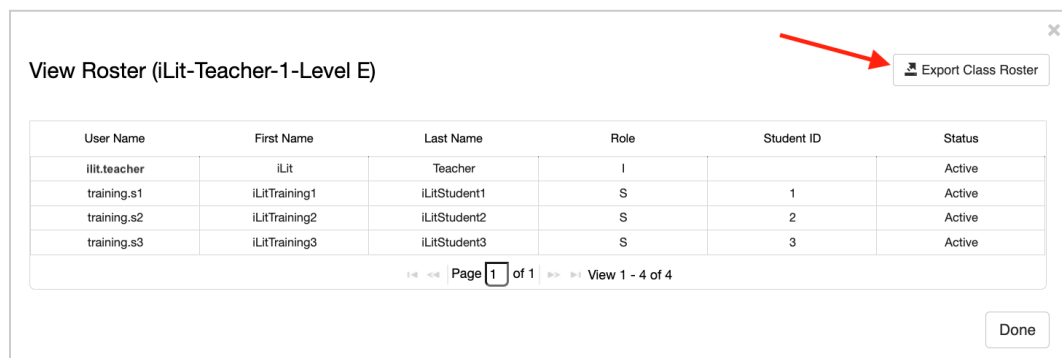 View Roster (iLit-Teacher-1-Level E)
Export Class Roster
User Name First Name Last Name Role Student ID Status
ilit.teacher iLit Teacher I Active
training.s1 iLitTraining1 iLitStudent1 S 1 Active
training.s2 iLitTraining2 iLitStudent2 S 2 Active
training.s3 iLitTraining3 iLitStudent3 S 3 Active
Page 1 of 1 View 1 - 4 of 4
Done